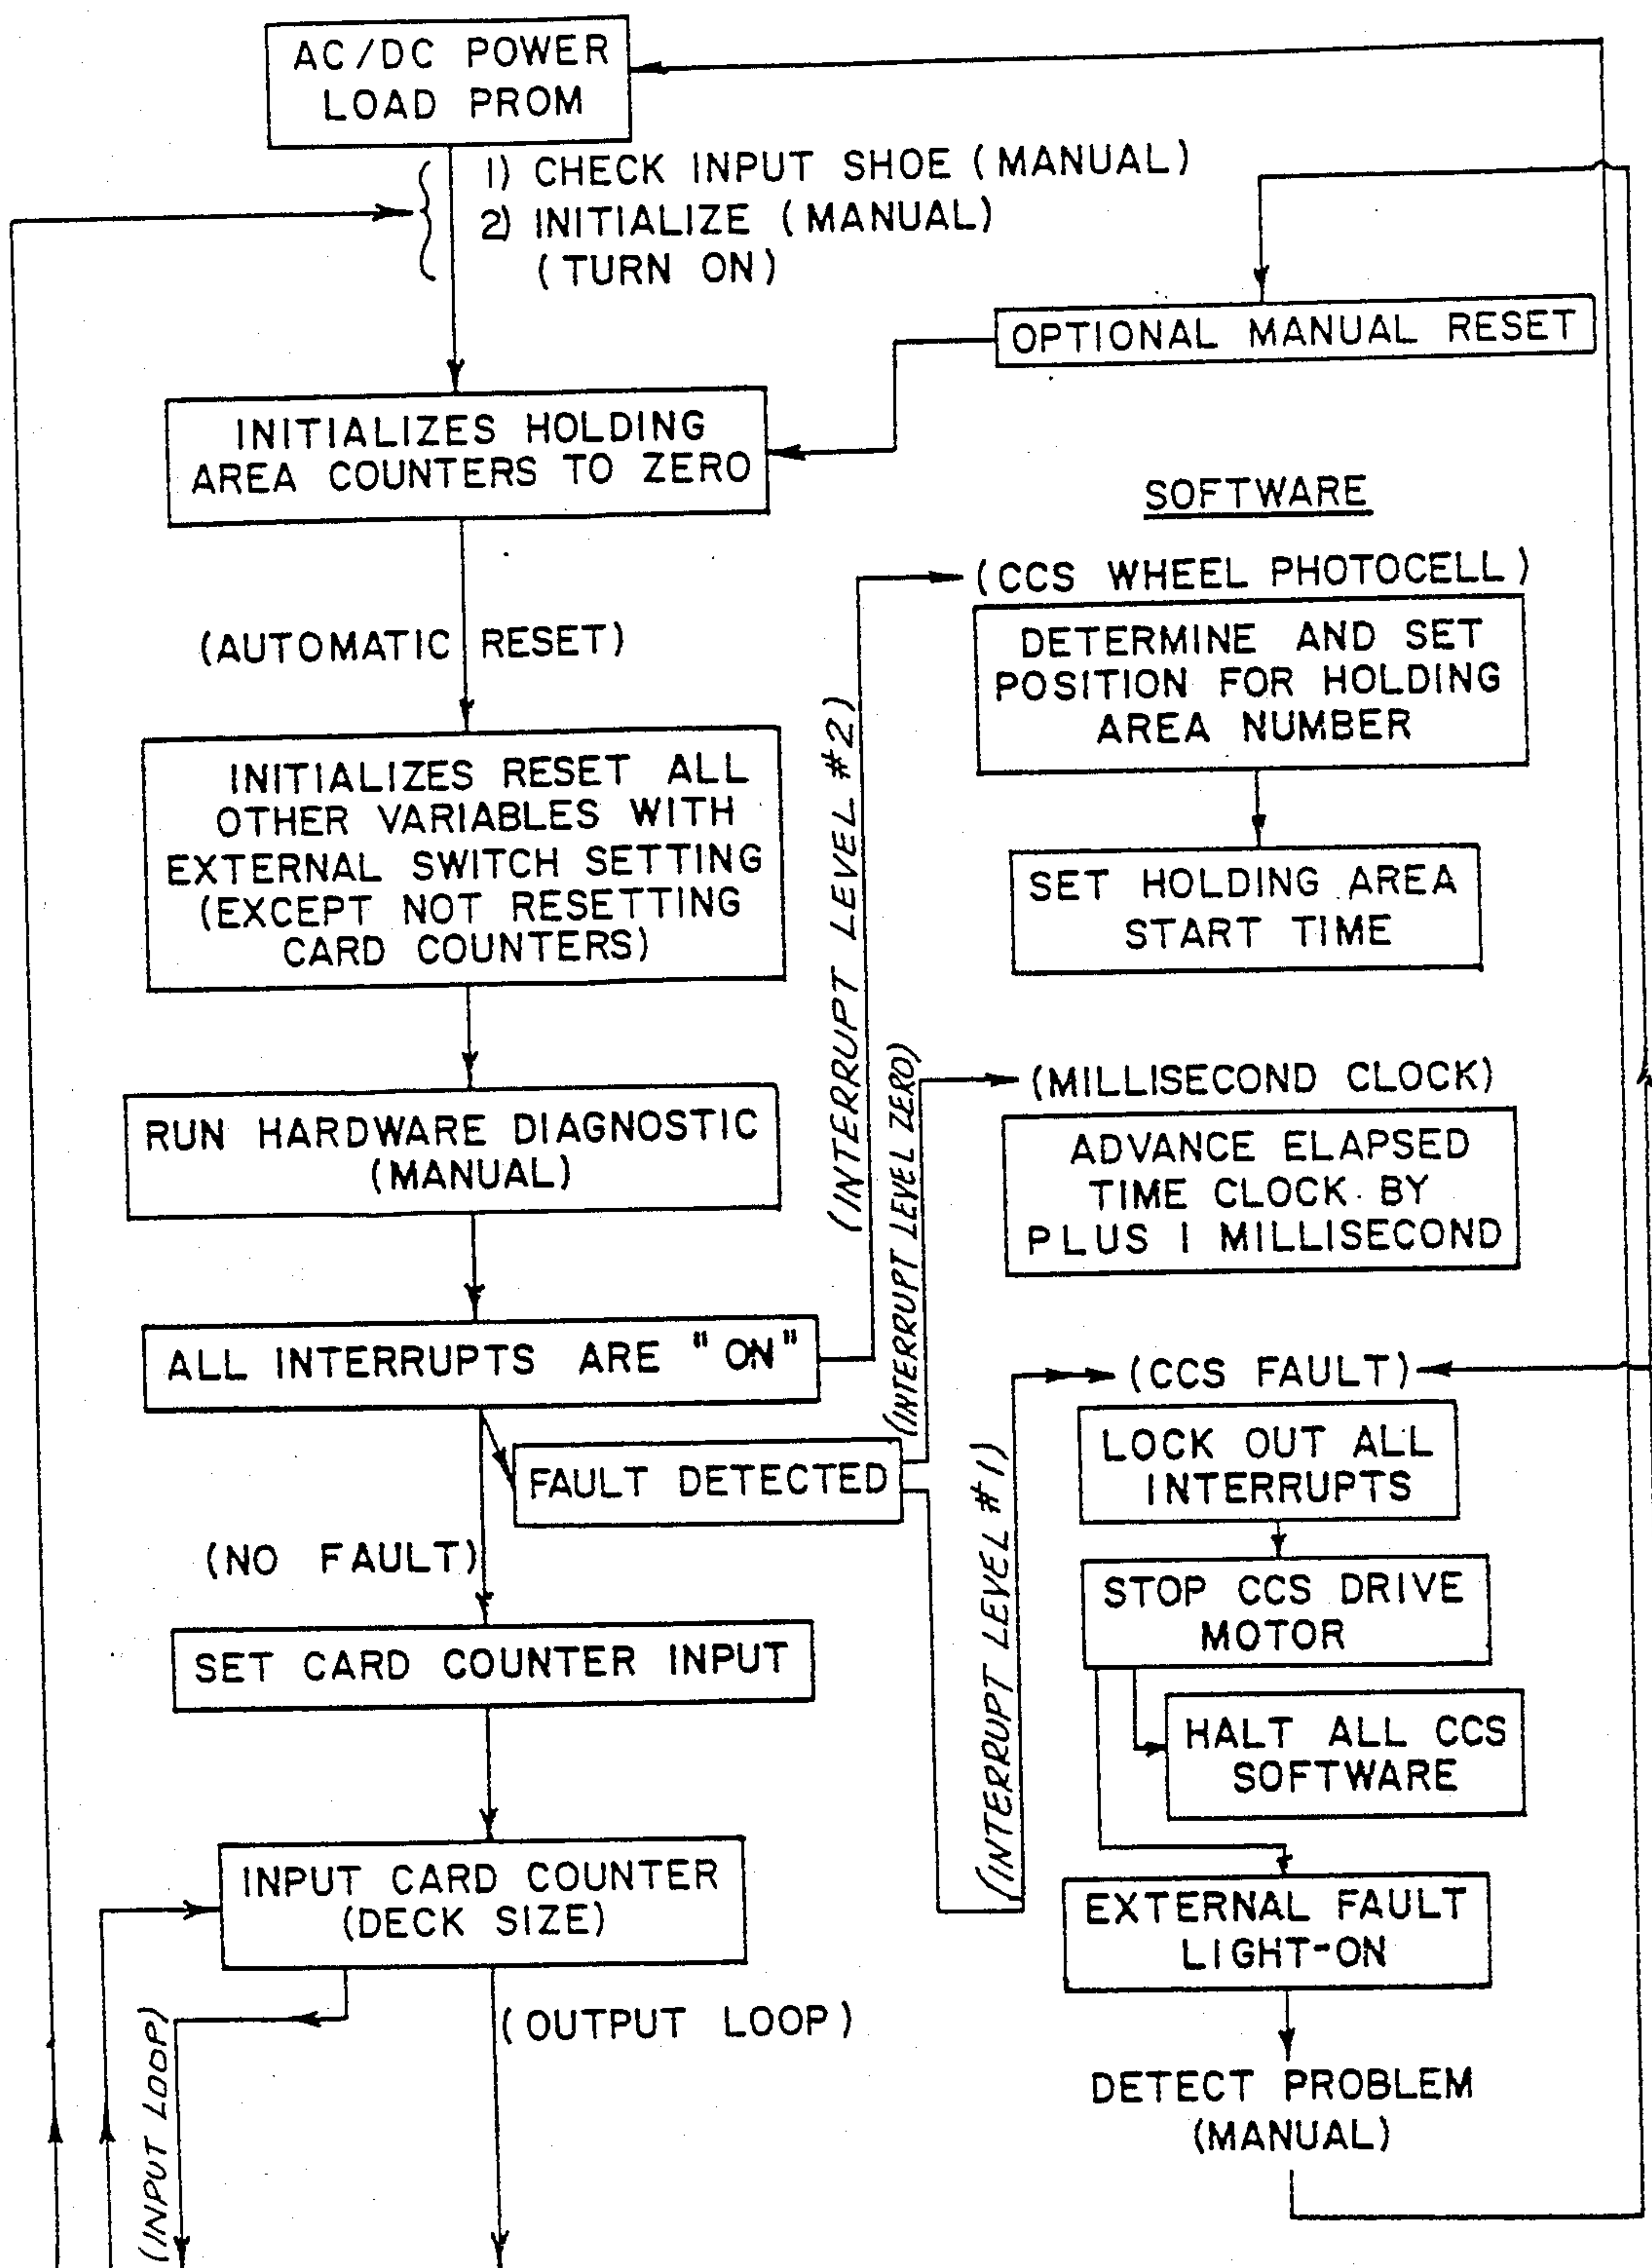 AC/DC POWER
LOAD PROM
1) CHECK INPUT SHOE (MANUAL)
2) INITIALIZE (MANUAL)
(TURN ON)
OPTIONAL MANUAL RESET
INITIALIZES HOLDING
AREA COUNTERS TO ZERO
(AUTOMATIC RESET)
INITIALIZES RESET ALL
OTHER VARIABLES WITH
EXTERNAL SWITCH SETTING
(EXCEPT NOT RESETTING
CARD COUNTERS)
RUN HARDWARE DIAGNOSTIC
(MANUAL)
ALL INTERRUPTS ARE "ON"
FAULT DETECTED
(NO FAULT)
SET CARD COUNTER INPUT
INPUT CARD COUNTER
(DECK SIZE)
(INPUT LOOP)
(OUTPUT LOOP)
SOFTWARE
(INTERRUPT LEVEL #2)
(CCS WHEEL PHOTOCELL)
DETERMINE AND SET
POSITION FOR HOLDING
AREA NUMBER
SET HOLDING AREA
START TIME
(INTERRUPT LEVEL ZERO)
(MILLISECOND CLOCK)
ADVANCE ELAPSED
TIME CLOCK BY
PLUS 1 MILLISECOND
(INTERRUPT LEVEL #1)
(CCS FAULT)
LOCK OUT ALL
INTERRUPTS
STOP CCS DRIVE
MOTOR
HALT ALL CCS
SOFTWARE
EXTERNAL FAULT
LIGHT-ON
DETECT PROBLEM
(MANUAL)